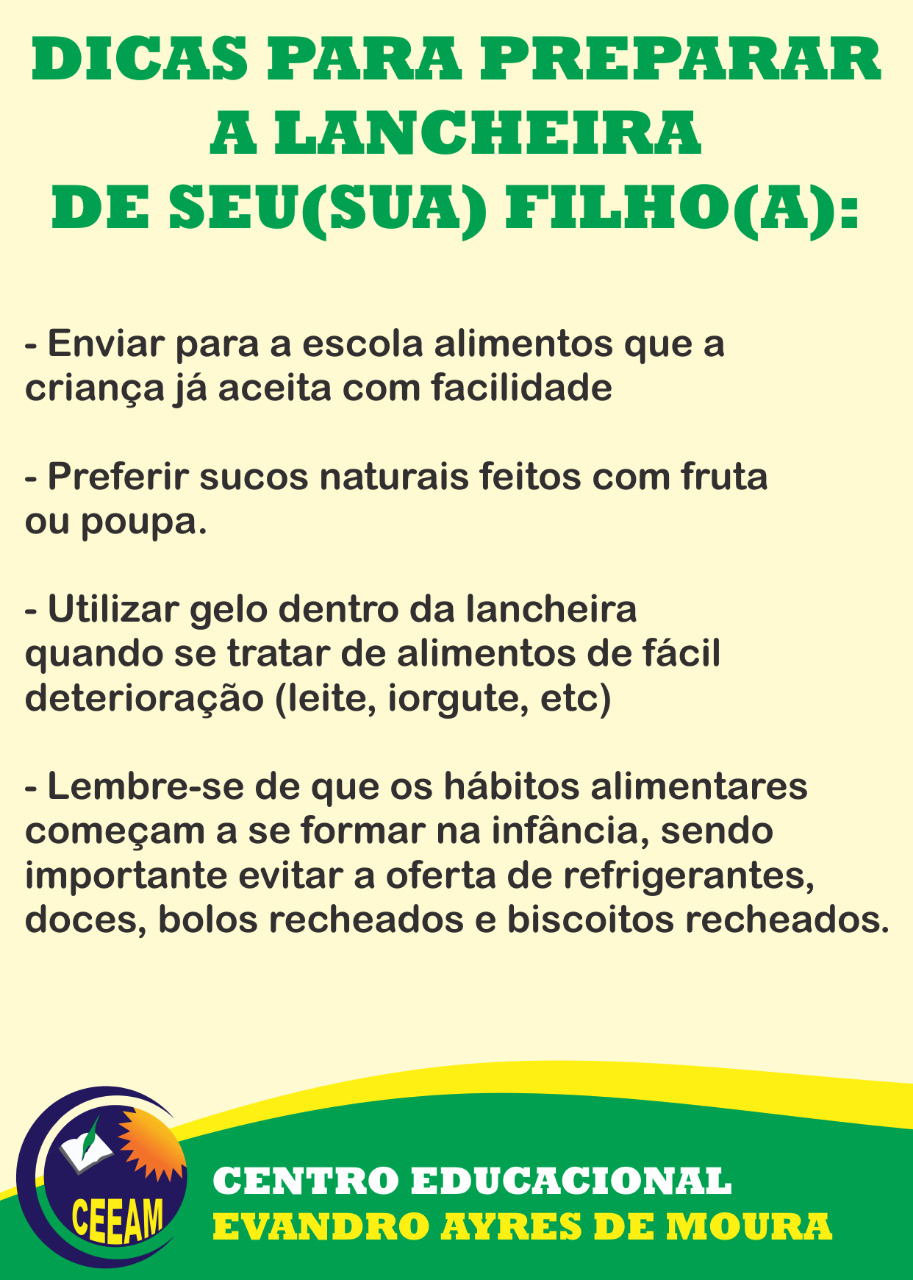 DICAS PARA PREPARAR
A LANCHEIRA
DE SEU(SUA) FILHO(A):
- Enviar para a escola alimentos que a
criança já aceita com facilidade
- Preferir sucos naturais feitos com fruta
ou poupa.
- Utilizar gelo dentro da lancheira
quando se tratar de alimentos de fácil
deterioração (leite, iorgute, etc)
- Lembre-se de que os hábitos alimentares
começam a se formar na infância, sendo
importante evitar a oferta de refrigerantes,
doces, bolos recheados e biscoitos recheados.
CEEAM
CENTRO EDUCACIONAL
EVANDRO AYRES DE MOURA